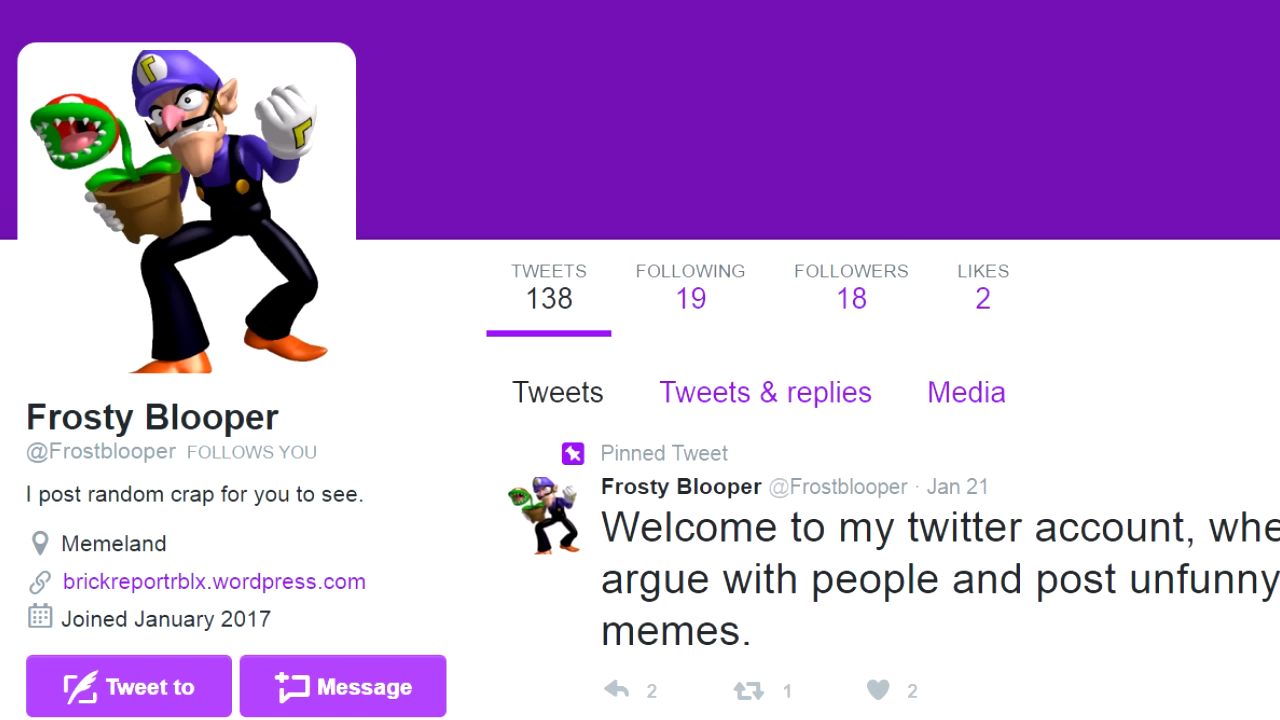 TWEETS FOLLOWING FOLLOWERS LIKES
138 19 18 2
Tweets Tweets & replies Media
Frosty Blooper
@Frostblooper FOLLOWS YOU
I post random crap for you to see.
Memeland
brickreportrblx.wordpress.com
Joined January 2017
Tweet to Message
Pinned Tweet
Frosty Blooper @Frostblooper · Jan 21
Welcome to my twitter account, whe
argue with people and post unfunny
memes.
2 1 2